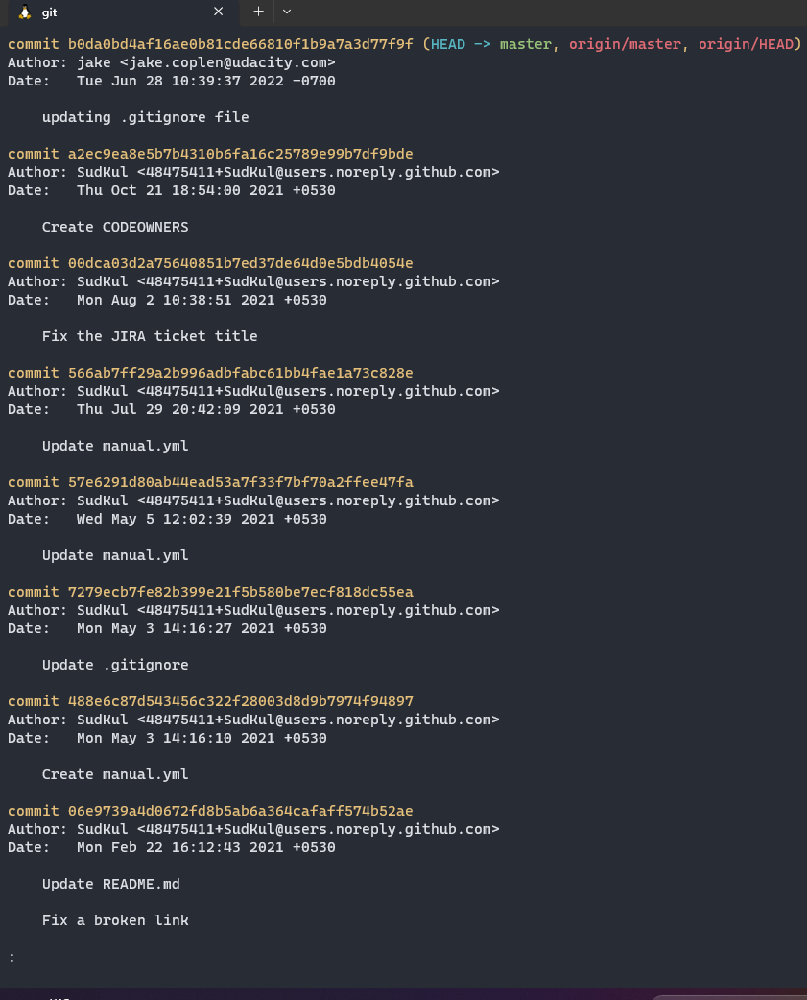 git
commit b0da0bd4af16ae0b81cde66810f1b9a7a3d77f9f (HEAD -> master, origin/master, origin/HEAD)
Author: jake <jake.coplen@udacity.com>
Date:   Tue Jun 28 10:39:37 2022 -0700
updating .gitignore file
commit a2ec9ea8e5b7b4310b6fa16c25789e99b7df9bde
Author: SudKul <48475411+SudKul@users.noreply.github.com>
Date:   Thu Oct 21 18:54:00 2021 +0530
Create CODEOWNERS
commit 00dca03d2a75640851b7ed37de64d0e5bdb4054e
Author: SudKul <48475411+SudKul@users.noreply.github.com>
Date:   Mon Aug 2 10:38:51 2021 +0530
Fix the JIRA ticket title
commit 566ab7ff29a2b996adbfabc61bb4fae1a73c828e
Author: SudKul <48475411+SudKul@users.noreply.github.com>
Date:   Thu Jul 29 20:42:09 2021 +0530
Update manual.yml
commit 57e6291d80ab44ead53a7f33f7bf70a2ffee47fa
Author: SudKul <48475411+SudKul@users.noreply.github.com>
Date:   Wed May 5 12:02:39 2021 +0530
Update manual.yml
commit 7279ecb7fe82b399e21f5b580be7ecf818dc55ea
Author: SudKul <48475411+SudKul@users.noreply.github.com>
Date:   Mon May 3 14:16:27 2021 +0530
Update .gitignore
commit 488e6c87d543456c322f28003d8d9b7974f94897
Author: SudKul <48475411+SudKul@users.noreply.github.com>
Date:   Mon May 3 14:16:10 2021 +0530
Create manual.yml
commit 06e9739a4d0672fd8b5ab6a364cafaff574b52ae
Author: SudKul <48475411+SudKul@users.noreply.github.com>
Date:   Mon Feb 22 16:12:43 2021 +0530
Update README.md
Fix a broken link
: